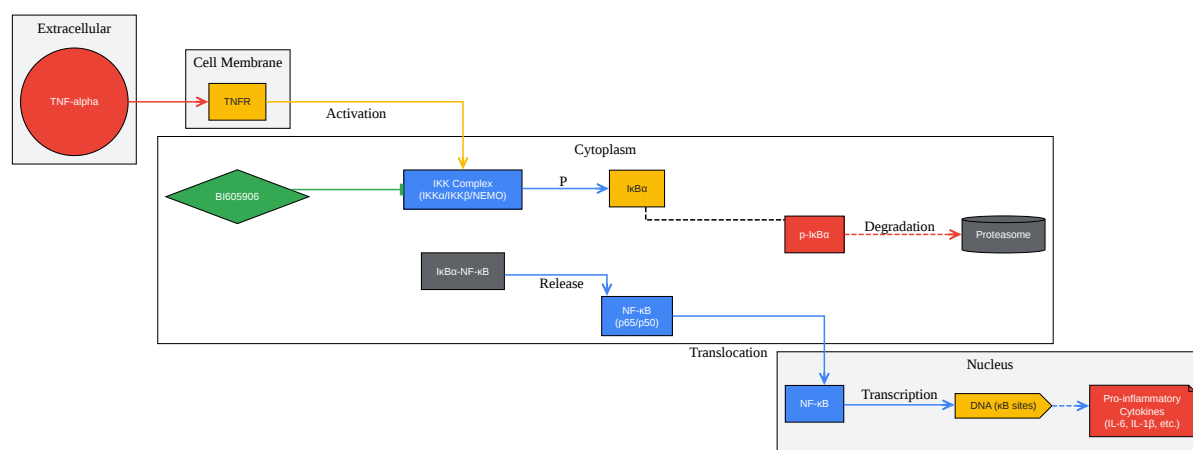 Extracellular
TNF-alpha
Cell Membrane
TNFR
Activation
Cytoplasm
BI605906
IKK Complex
(IKKα/IKKβ/NEMO)
P
IκBα
p-IκBα
Degradation
Proteasome
IκBα-NF-κB
Release
NF-κB
(p65/p50)
Translocation
Nucleus
NF-κB
Transcription
DNA (κB sites)
Pro-inflammatory
Cytokines
(IL-6, IL-1β, etc.)